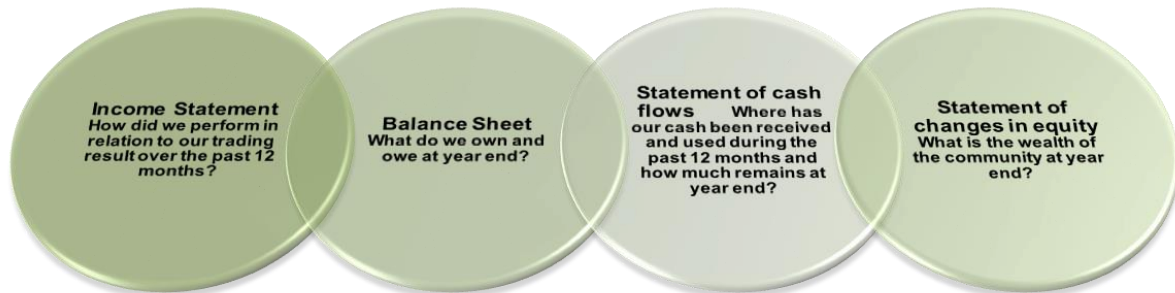 Income Statement
How did we perform in
relation to our trading
result over the past 12
months?
Balance Sheet
What do we own and
owe at year end?
Statement of cash
flows Where has
our cash been received
and used during the
past 12 months and
how much remains at
year end?
Statement of
changes in equity
What is the wealth of
the community at year
end?